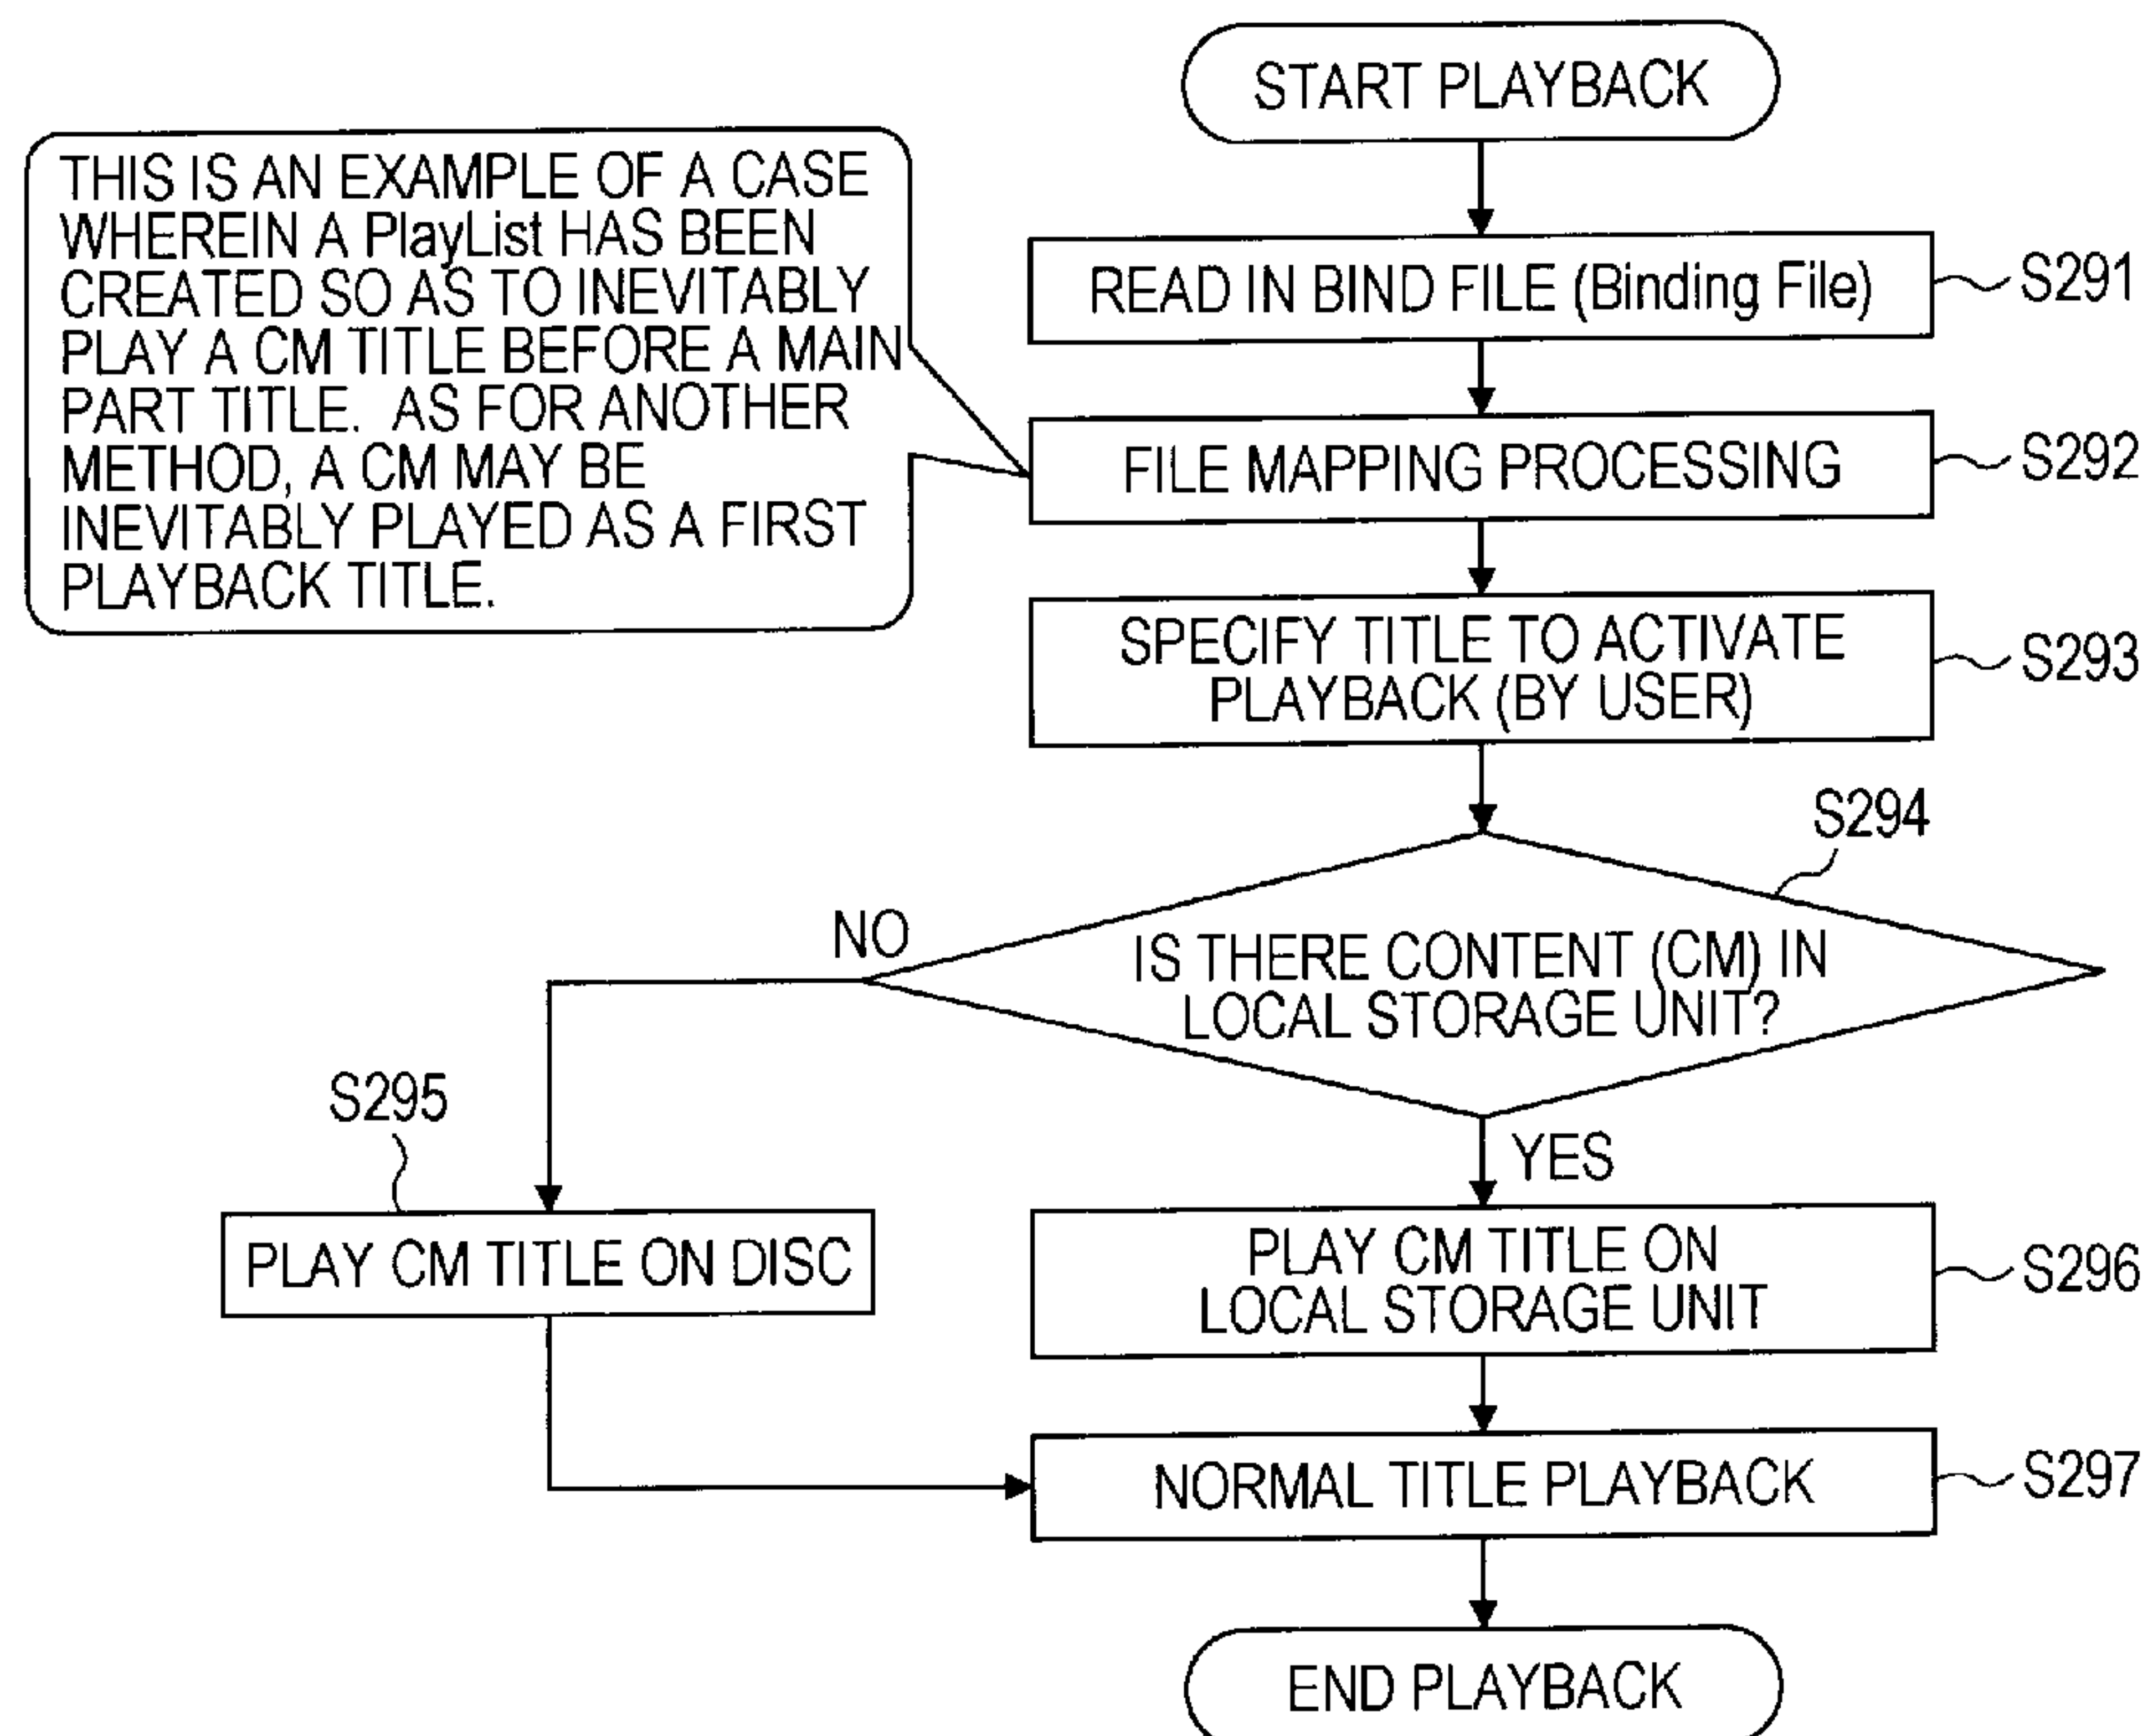 START PLAYBACK
THIS IS AN EXAMPLE OF A CASE
WHEREIN A PlayList HAS BEEN
CREATED SO AS TO INEVITABLY
PLAY A CM TITLE BEFORE A MAIN
PART TITLE. AS FOR ANOTHER
METHOD, A CM MAY BE
INEVITABLY PLAYED AS A FIRST
PLAYBACK TITLE.
READ IN BIND FILE (Binding File)
S291
FILE MAPPING PROCESSING
S292
SPECIFY TITLE TO ACTIVATE
PLAYBACK (BY USER)
S293
S294
IS THERE CONTENT (CM) IN
LOCAL STORAGE UNIT?
NO
YES
S295
PLAY CM TITLE ON DISC
PLAY CM TITLE ON
LOCAL STORAGE UNIT
S296
NORMAL TITLE PLAYBACK
S297
END PLAYBACK